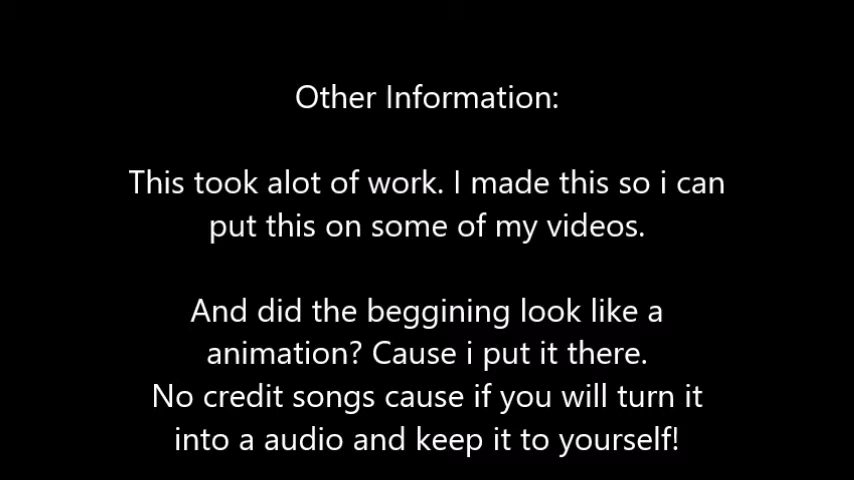 Other Information:
This took alot of work. I made this so i can
put this on some of my videos.
And did the beggining look like a
animation? Cause i put it there.
No credit songs cause if you will turn it
into a audio and keep it to yourself!